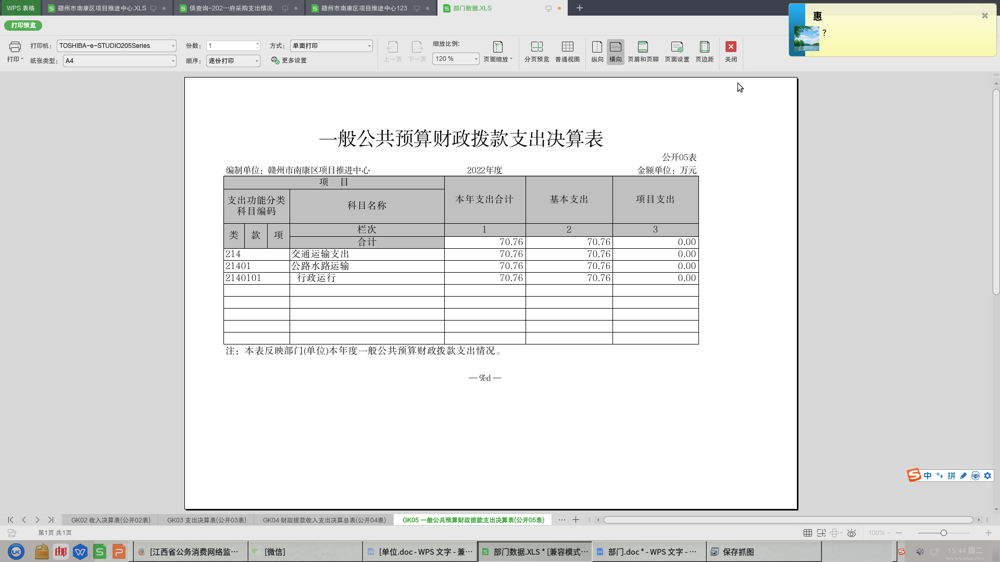 WPS 表格
赣州市南康区项目推进中心.XLS
供查询-202…府采购支出情况
赣州市南康区项目推进中心123
部门数据.XLS
惠
?
打印预览
打印
打印机： TOSHIBA-e-STUDIO205Series
纸张类型： A4
份数： 1
顺序： 逐份打印
方式： 单面打印
更多设置
上一页
下一页
缩放比例：
120 %
页面缩放
分页预览
普通视图
纵向
横向
页眉和页脚
页面设置
页边距
关闭
一般公共预算财政拨款支出决算表
公开05表
编制单位：赣州市南康区项目推进中心 2022年度 金额单位：万元
项 目 本年支出合计 基本支出 项目支出
支出功能分类科目编码 科目名称
类 款 项 栏次 1 2 3
合计 70.76 70.76 0.00
214 交通运输支出 70.76 70.76 0.00
21401 公路水路运输 70.76 70.76 0.00
2140101 行政运行 70.76 70.76 0.00
注：本表反映部门(单位)本年度一般公共预算财政拨款支出情况。
—%d—
中 拼
GK02 收入决算表(公开02表)
GK03 支出决算表(公开03表)
GK04 财政拨款收入支出决算总表(公开04表)
GK05 一般公共预算财政拨款支出决算表(公开05表)
第1页 共1页
100%
[江西省公务消费网络监…
[微信]
[单位.doc - WPS 文字 - 兼…
部门数据.XLS * [兼容模式…
部门.doc * - WPS 文字 - …
保存抓图
15:44 周二